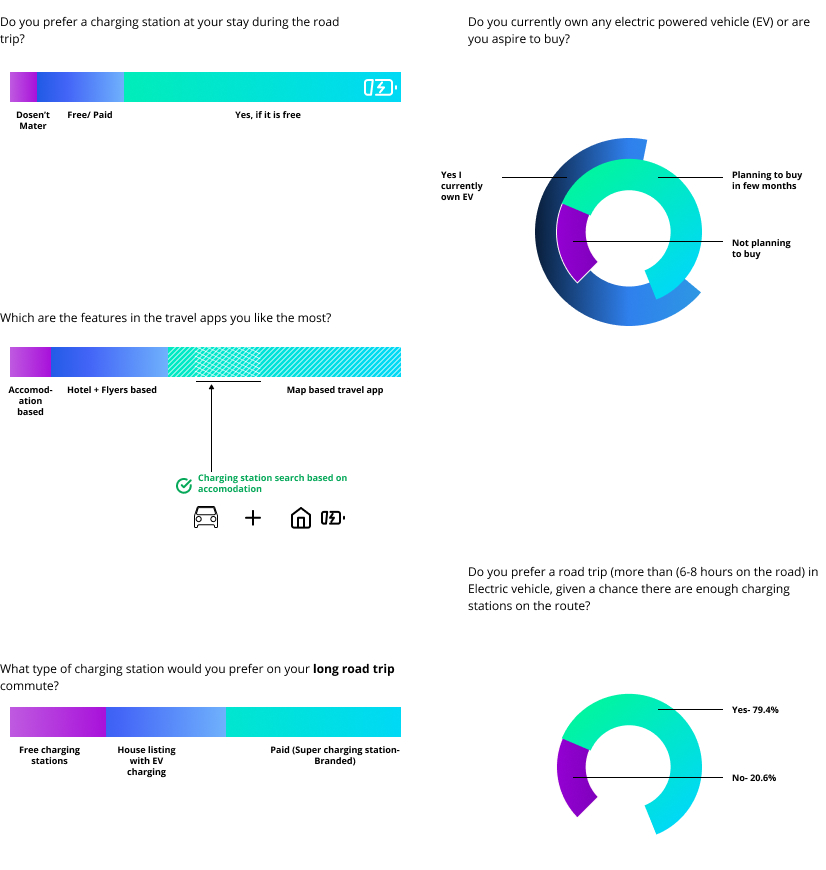 Do you prefer a charging station at your stay during the road
trip?
Dosen't
Mater
Free/ Paid
Yes, if it is free
Which are the features in the travel apps you like the most?
Accomod-
ation
based
Hotel + Flyers based
Map based travel app
Charging station search based on
accomodation
What type of charging station would you prefer on your long road trip
commute?
Free charging
stations
House listing
with EV
charging
Paid (Super charging station-
Branded)
Do you currently own any electric powered vehicle (EV) or are
you aspire to buy?
Yes I
currently
own EV
Planning to buy
in few months
Not planning
to buy
Do you prefer a road trip (more than (6-8 hours on the road) in
Electric vehicle, given a chance there are enough charging
stations on the route?
Yes- 79.4%
No- 20.6%